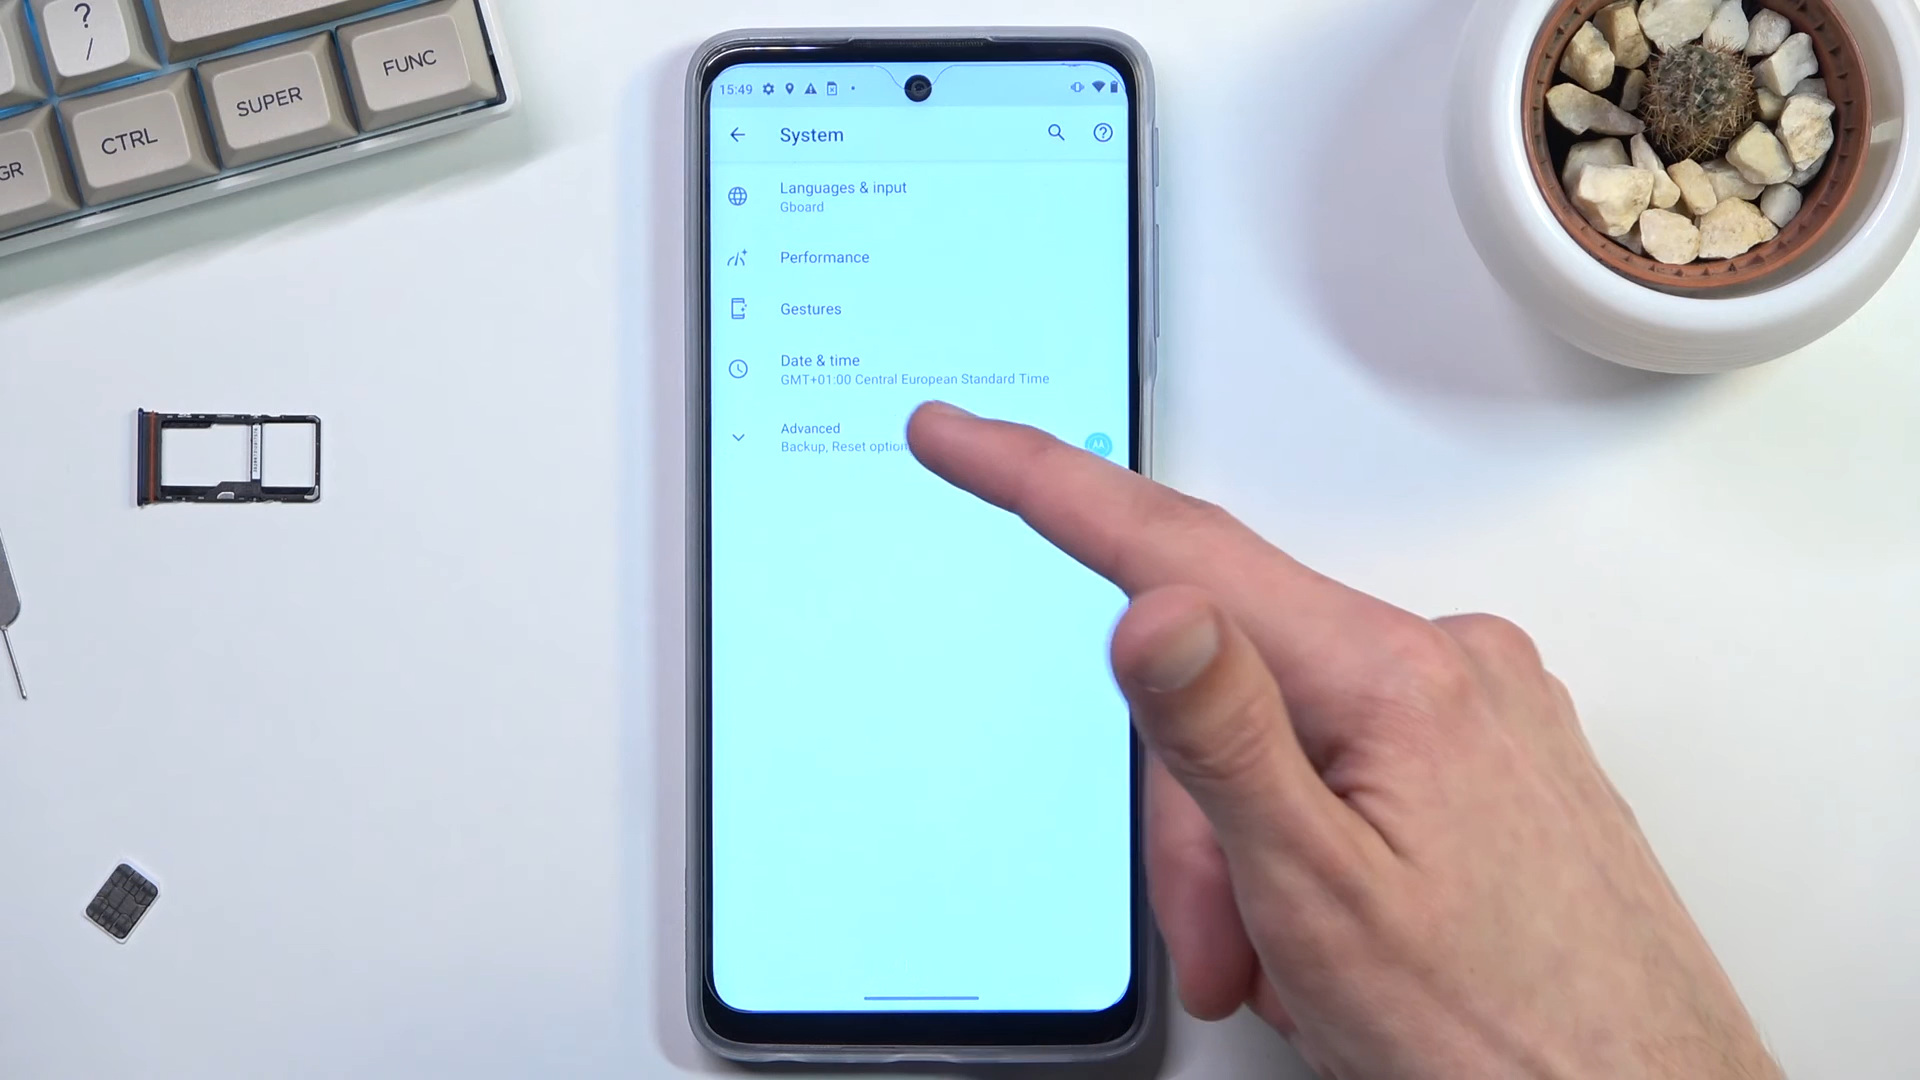 ?
/
FUNC
SUPER
CTRL
GR
15:49
System
Languages & input
Gboard
Performance
Gestures
Date & time
GMT+01:00 Central European Standard Time
Advanced
Backup, Reset option
AA